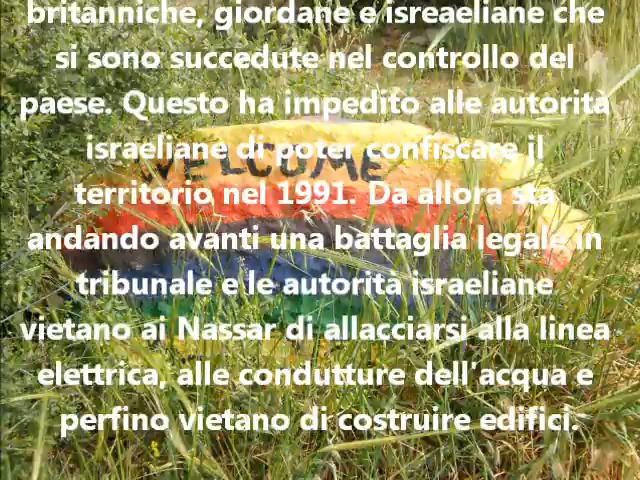 britanniche, giordane e isreaeliane che
si sono succedute nel controllo del
paese. Questo ha impedito alle autorità
israeliane di poter confiscare il
WELCOME
territorio nel 1991. Da allora sta
andando avanti una battaglia legale in
tribunale e le autorità israeliane
vietano ai Nassar di allacciarsi alla linea
elettrica, alle condutture dell'acqua e
perfino vietano di costruire edifici.